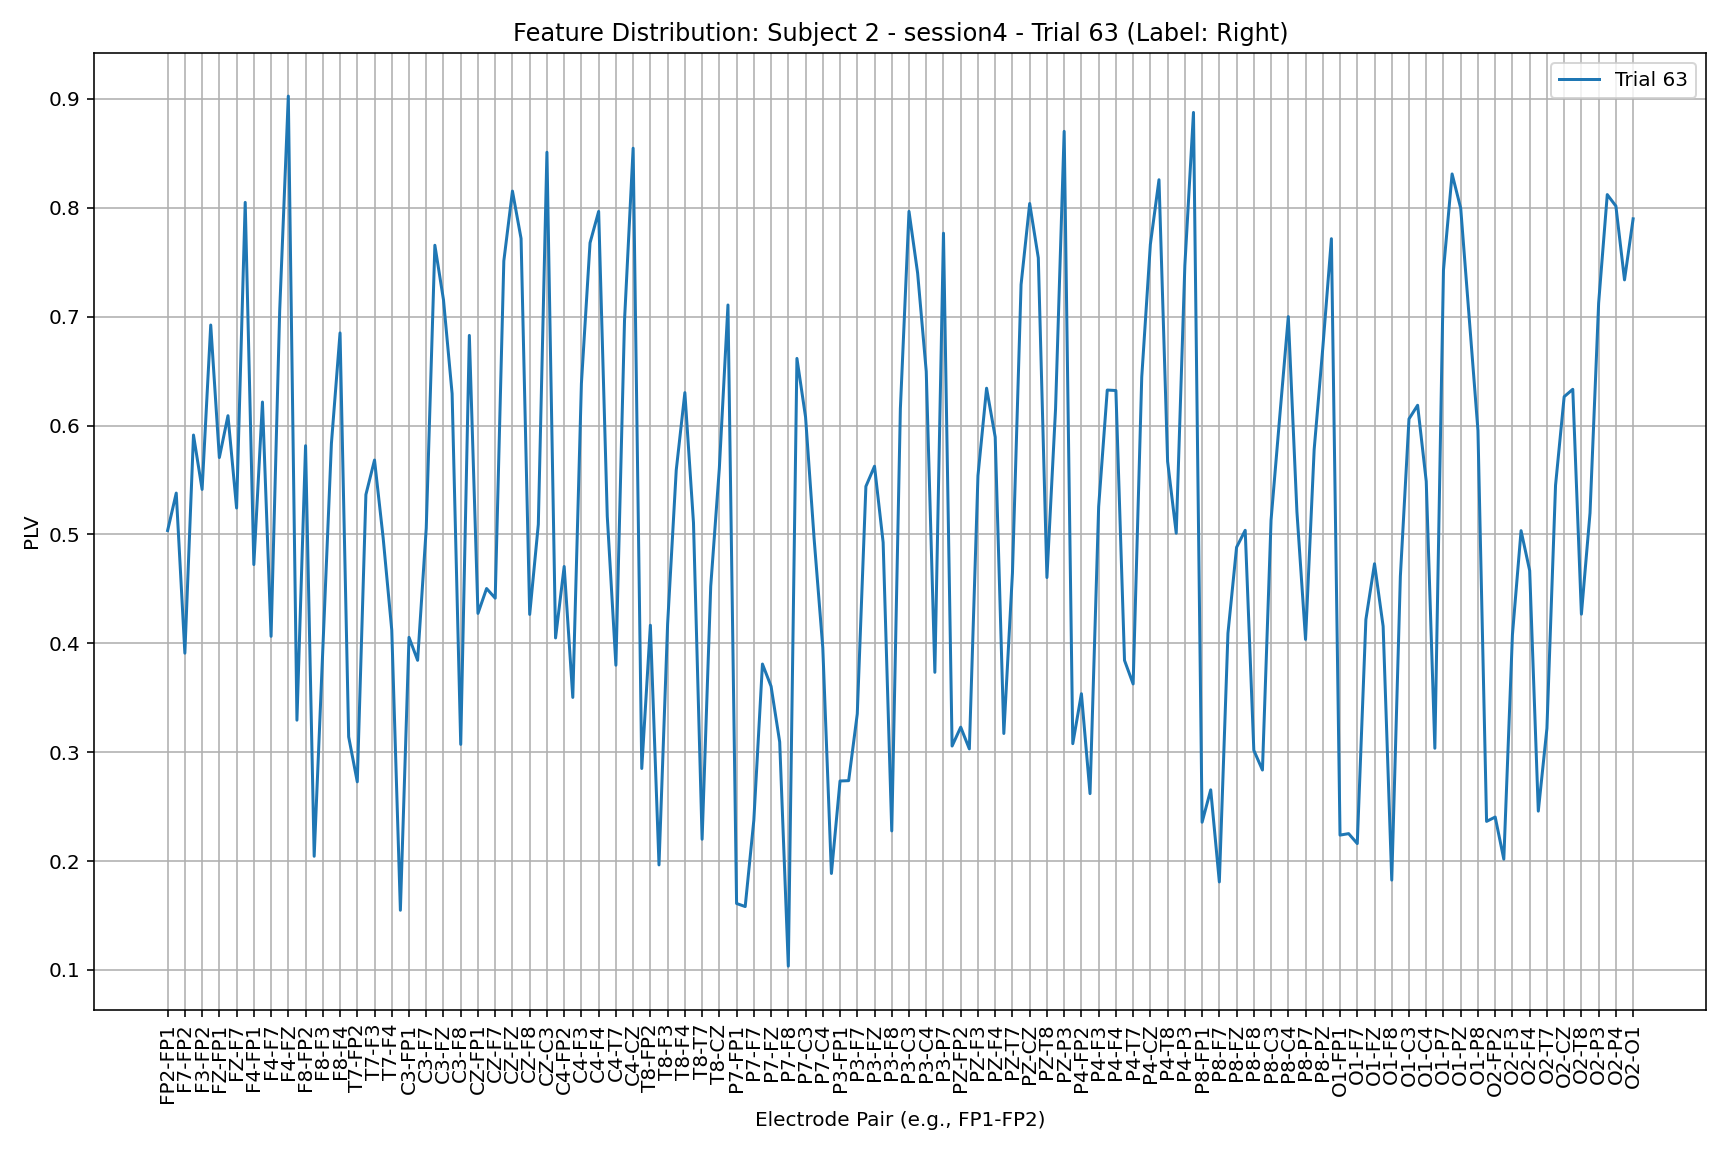 Feature Distribution: Subject 2 - session4 - Trial 63 (Label: Right)
Trial 63
PLV
0.9
0.8
0.7
0.6
0.5
0.4
0.3
0.2
0.1
FP2-FP1
F7-FP2
F3-FP2
FZ-FP1
FZ-F7
F4-FP1
F4-F7
F4-FZ
F8-FP2
F8-F3
F8-F4
T7-FP2
T7-F3
T7-F4
C3-FP1
C3-F7
C3-FZ
C3-F8
CZ-FP1
CZ-F7
CZ-FZ
CZ-F8
CZ-C3
C4-FP2
C4-F3
C4-F4
C4-T7
C4-CZ
T8-FP2
T8-F3
T8-F4
T8-T7
T8-CZ
P7-FP1
P7-F7
P7-FZ
P7-F8
P7-C3
P7-C4
P3-FP1
P3-F7
P3-FZ
P3-F8
P3-C3
P3-C4
P3-P7
PZ-FP2
PZ-F3
PZ-F4
PZ-T7
PZ-CZ
PZ-T8
PZ-P3
P4-FP2
P4-F3
P4-F4
P4-T7
P4-CZ
P4-T8
P4-P3
P8-FP1
P8-F7
P8-FZ
P8-F8
P8-C3
P8-C4
P8-P7
P8-PZ
O1-FP1
O1-F7
O1-FZ
O1-F8
O1-C3
O1-C4
O1-P7
O1-PZ
O1-P8
O2-FP2
O2-F3
O2-F4
O2-T7
O2-CZ
O2-T8
O2-P3
O2-P4
O2-O1
Electrode Pair (e.g., FP1-FP2)